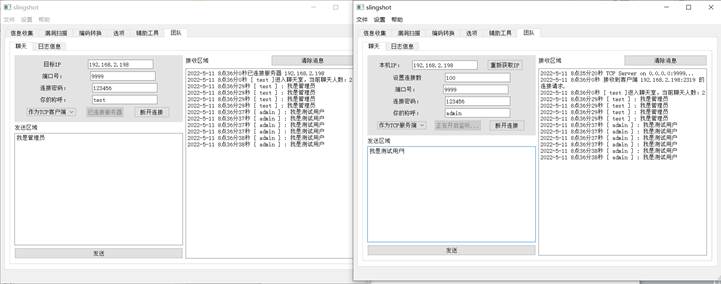 slingshot
文件 设置 帮助
信息收集 漏洞扫描 编码转换 选项 辅助工具 团队
聊天 日志信息
目标IP 192.168.2.198
端口号： 9999
连接密码： 123456
你的称呼： test
作为TCP客户端 已连接服务器 断开连接
发送区域
我是管理员
发送
接收区域 清除消息
2022-5-11 8点36分0秒已连接服务器 192.168.2.198
2022-5-11 8点36分0秒 [ test ]进入聊天室，当前聊天人数：2
2022-5-11 8点36分29秒 [ test ] : 我是管理员
2022-5-11 8点36分29秒 [ test ] : 我是管理员
2022-5-11 8点36分29秒 [ test ] : 我是管理员
2022-5-11 8点36分29秒 [ test ] : 我是管理员
2022-5-11 8点36分37秒 [ admin ] : 我是测试用户
2022-5-11 8点36分37秒 [ admin ] : 我是测试用户
2022-5-11 8点36分37秒 [ admin ] : 我是测试用户
2022-5-11 8点36分38秒 [ admin ] : 我是测试用户
2022-5-11 8点36分38秒 [ admin ] : 我是测试用户
slingshot
文件 设置 帮助
信息收集 漏洞扫描 编码转换 选项 辅助工具 团队
聊天 日志信息
本机IP： 192.168.2.198 重新获取IP
设置连接数 100
端口号： 9999
连接密码： 123456
你的称呼： admin
作为TCP服务端 正在开启监听... 断开连接
发送区域
我是测试用户
发送
接收区域 清除消息
2022-5-11 8点35分20秒 TCP Server on 0.0.0.0:9999...
2022-5-11 8点36分0秒 接收到客户端 192.168.2.198:2319 的
连接请求.
2022-5-11 8点36分0秒 [ test ]进入聊天室，当前聊天人数：2
2022-5-11 8点36分29秒 [ test ] : 我是管理员
2022-5-11 8点36分29秒 [ test ] : 我是管理员
2022-5-11 8点36分29秒 [ test ] : 我是管理员
2022-5-11 8点36分29秒 [ test ] : 我是管理员
2022-5-11 8点36分37秒 [ admin ] : 我是测试用户
2022-5-11 8点36分37秒 [ admin ] : 我是测试用户
2022-5-11 8点36分37秒 [ admin ] : 我是测试用户
2022-5-11 8点36分38秒 [ admin ] : 我是测试用户
2022-5-11 8点36分38秒 [ admin ] : 我是测试用户